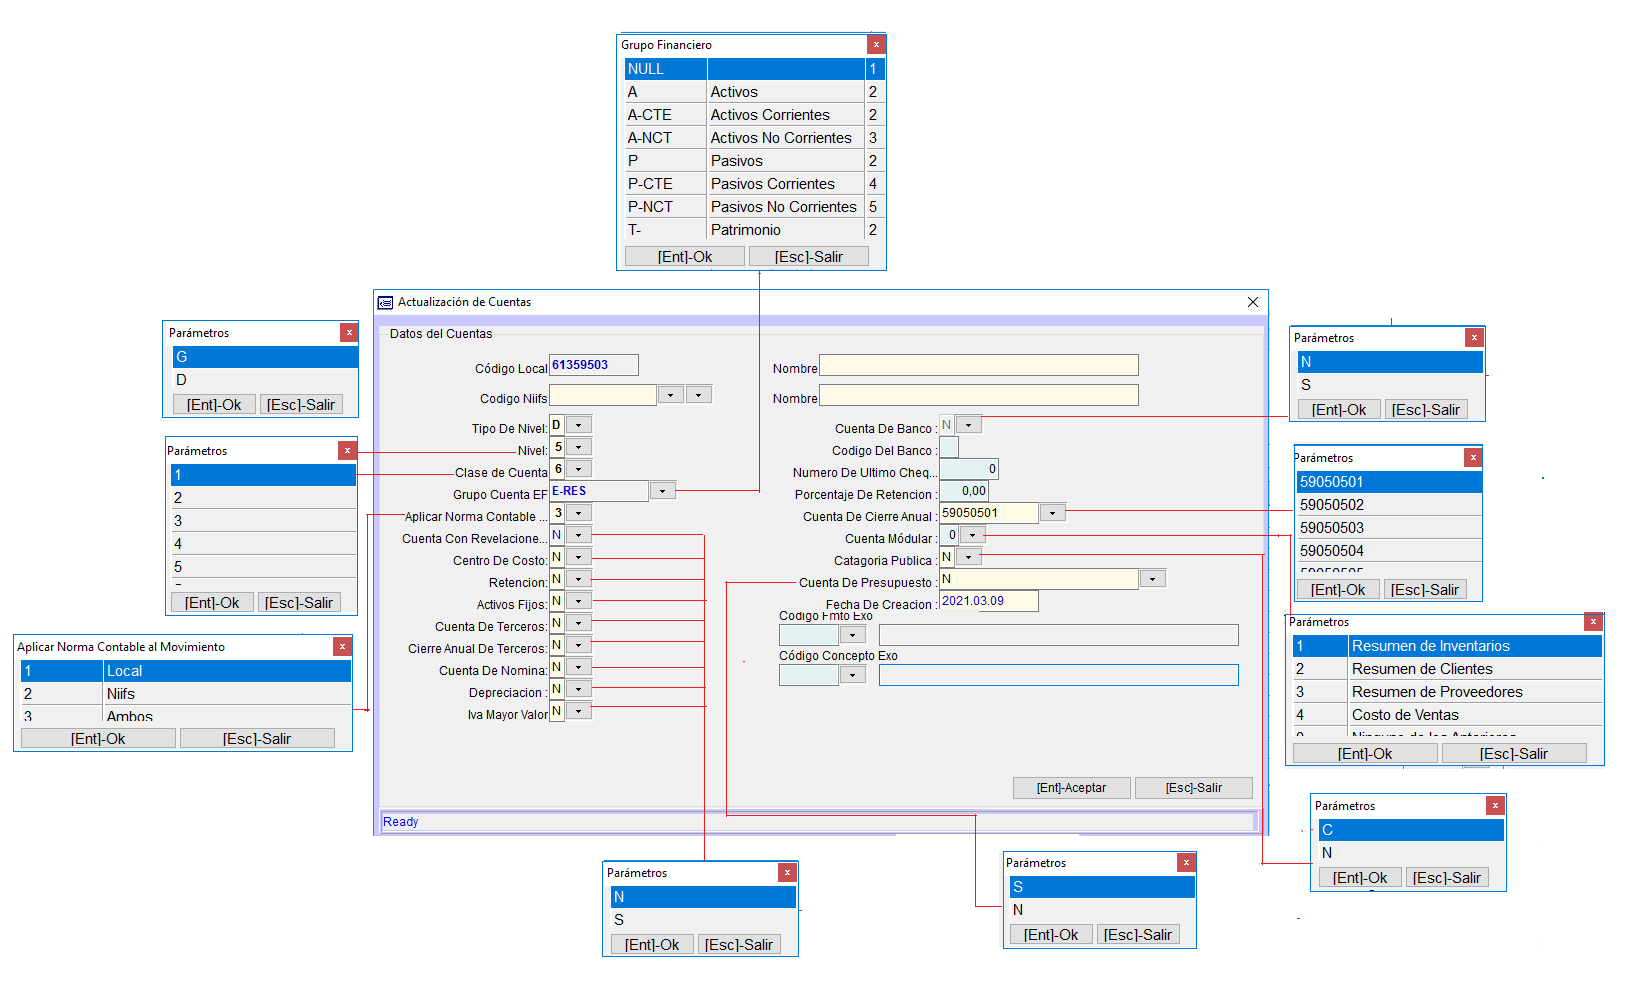 Grupo Financiero
NULL 1
A Activos 2
A-CTE Activos Corrientes 2
A-NCT Activos No Corrientes 3
P Pasivos 2
P-CTE Pasivos Corrientes 4
P-NCT Pasivos No Corrientes 5
T- Patrimonio 2
[Ent]-Ok [Esc]-Salir
Parámetros
G
D
[Ent]-Ok [Esc]-Salir
Parámetros
1
2
3
4
5
[Ent]-Ok [Esc]-Salir
Aplicar Norma Contable al Movimiento
1 Local
2 Niifs
3 Ambos
[Ent]-Ok [Esc]-Salir
Actualización de Cuentas
Datos del Cuentas
Código Local 61359503
Codigo Niifs
Tipo De Nivel: D
Nivel: 5
Clase de Cuenta 6
Grupo Cuenta EF E-RES
Aplicar Norma Contable ... 3
Cuenta Con Revelacione... N
Centro De Costo: N
Retencion: N
Activos Fijos: N
Cuenta De Terceros: N
Cierre Anual De Terceros: N
Cuenta De Nomina: N
Depreciacion : N
Iva Mayor Valor N
Nombre
Nombre
Cuenta De Banco : N
Codigo Del Banco :
Numero De Ultimo Cheq... 0
Porcentaje De Retencion : 0,00
Cuenta De Cierre Anual : 59050501
Cuenta Módular : 0
Catagoria Publica : N
Cuenta De Presupuesto : N
Fecha De Creacion : 2021.03.09
Codigo Fmto Exo
Código Concepto Exo
[Ent]-Aceptar [Esc]-Salir
Ready
Parámetros
N
S
[Ent]-Ok [Esc]-Salir
Parámetros
59050501
59050502
59050503
59050504
59050505
[Ent]-Ok [Esc]-Salir
Parámetros
1 Resumen de Inventarios
2 Resumen de Clientes
3 Resumen de Proveedores
4 Costo de Ventas
0 Ninguno de los Anteriores
[Ent]-Ok [Esc]-Salir
Parámetros
C
N
[Ent]-Ok [Esc]-Salir
Parámetros
N
S
[Ent]-Ok [Esc]-Salir
Parámetros
S
N
[Ent]-Ok [Esc]-Salir